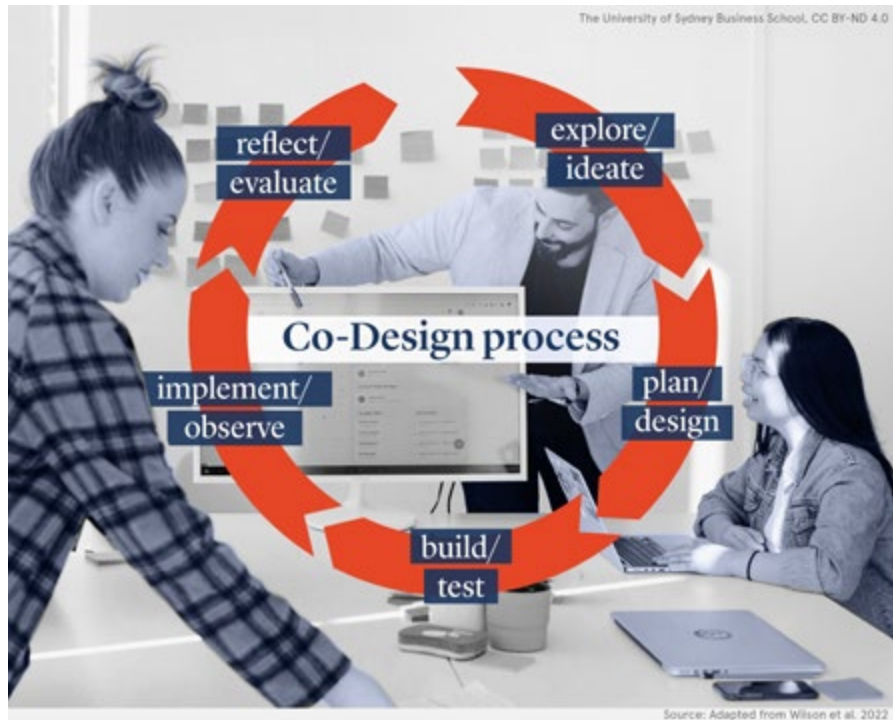 The University of Sydney Business School, CC BY-ND 4.0
reflect/
evaluate
explore/
ideate
Co-Design process
implement/
observe
plan/
design
build/
test
Source: Adapted from Wilson et al. 2022